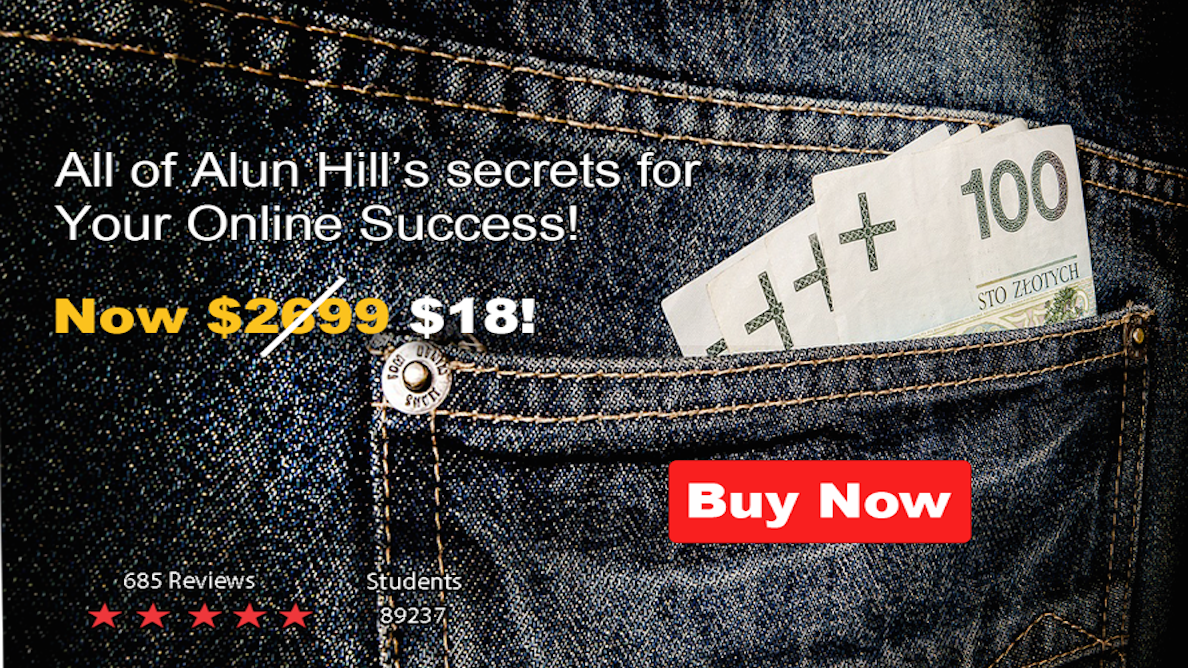 All of Alun Hill's secrets for
Your Online Success!
Now $2699 $18!
100
STO ZŁOTYCH
Buy Now
685 Reviews
Students
89237